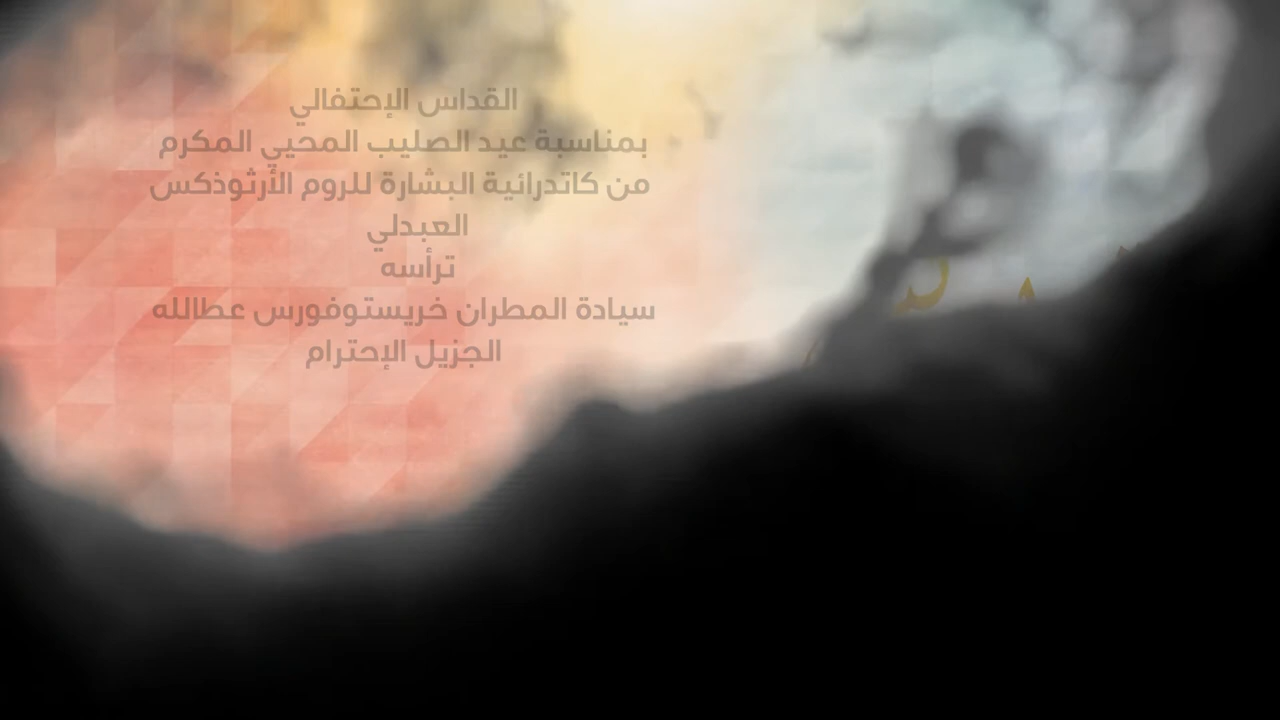 القداس الإحتفالي
بمناسبة عيد الصليب المحيي المكرم
من كاتدرائية البشارة للروم الأرثوذكس
العبدلي
ترأسه
سيادة المطران خريستوفورس عطالله
الجزيل الإحترام